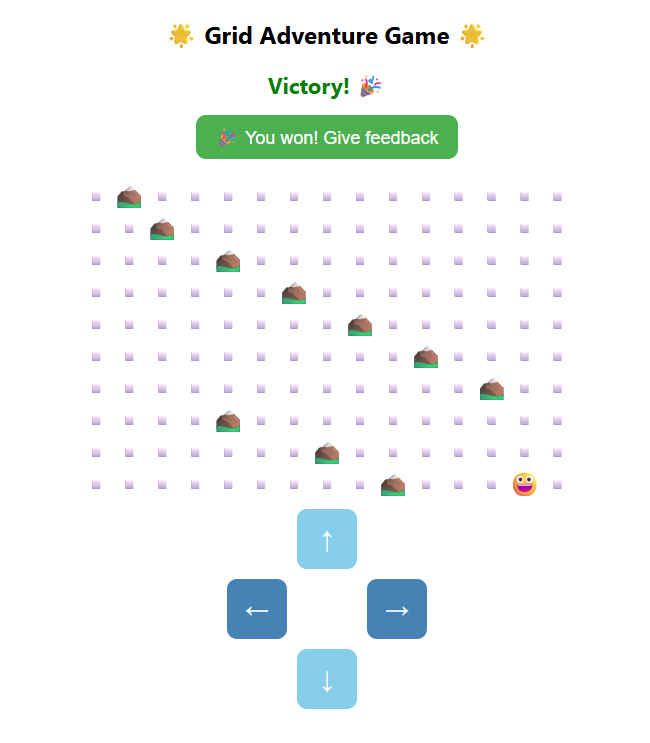 🌟 Grid Adventure Game 🌟
Victory! 🎉
🎉 You won! Give feedback
↑
← →
↓